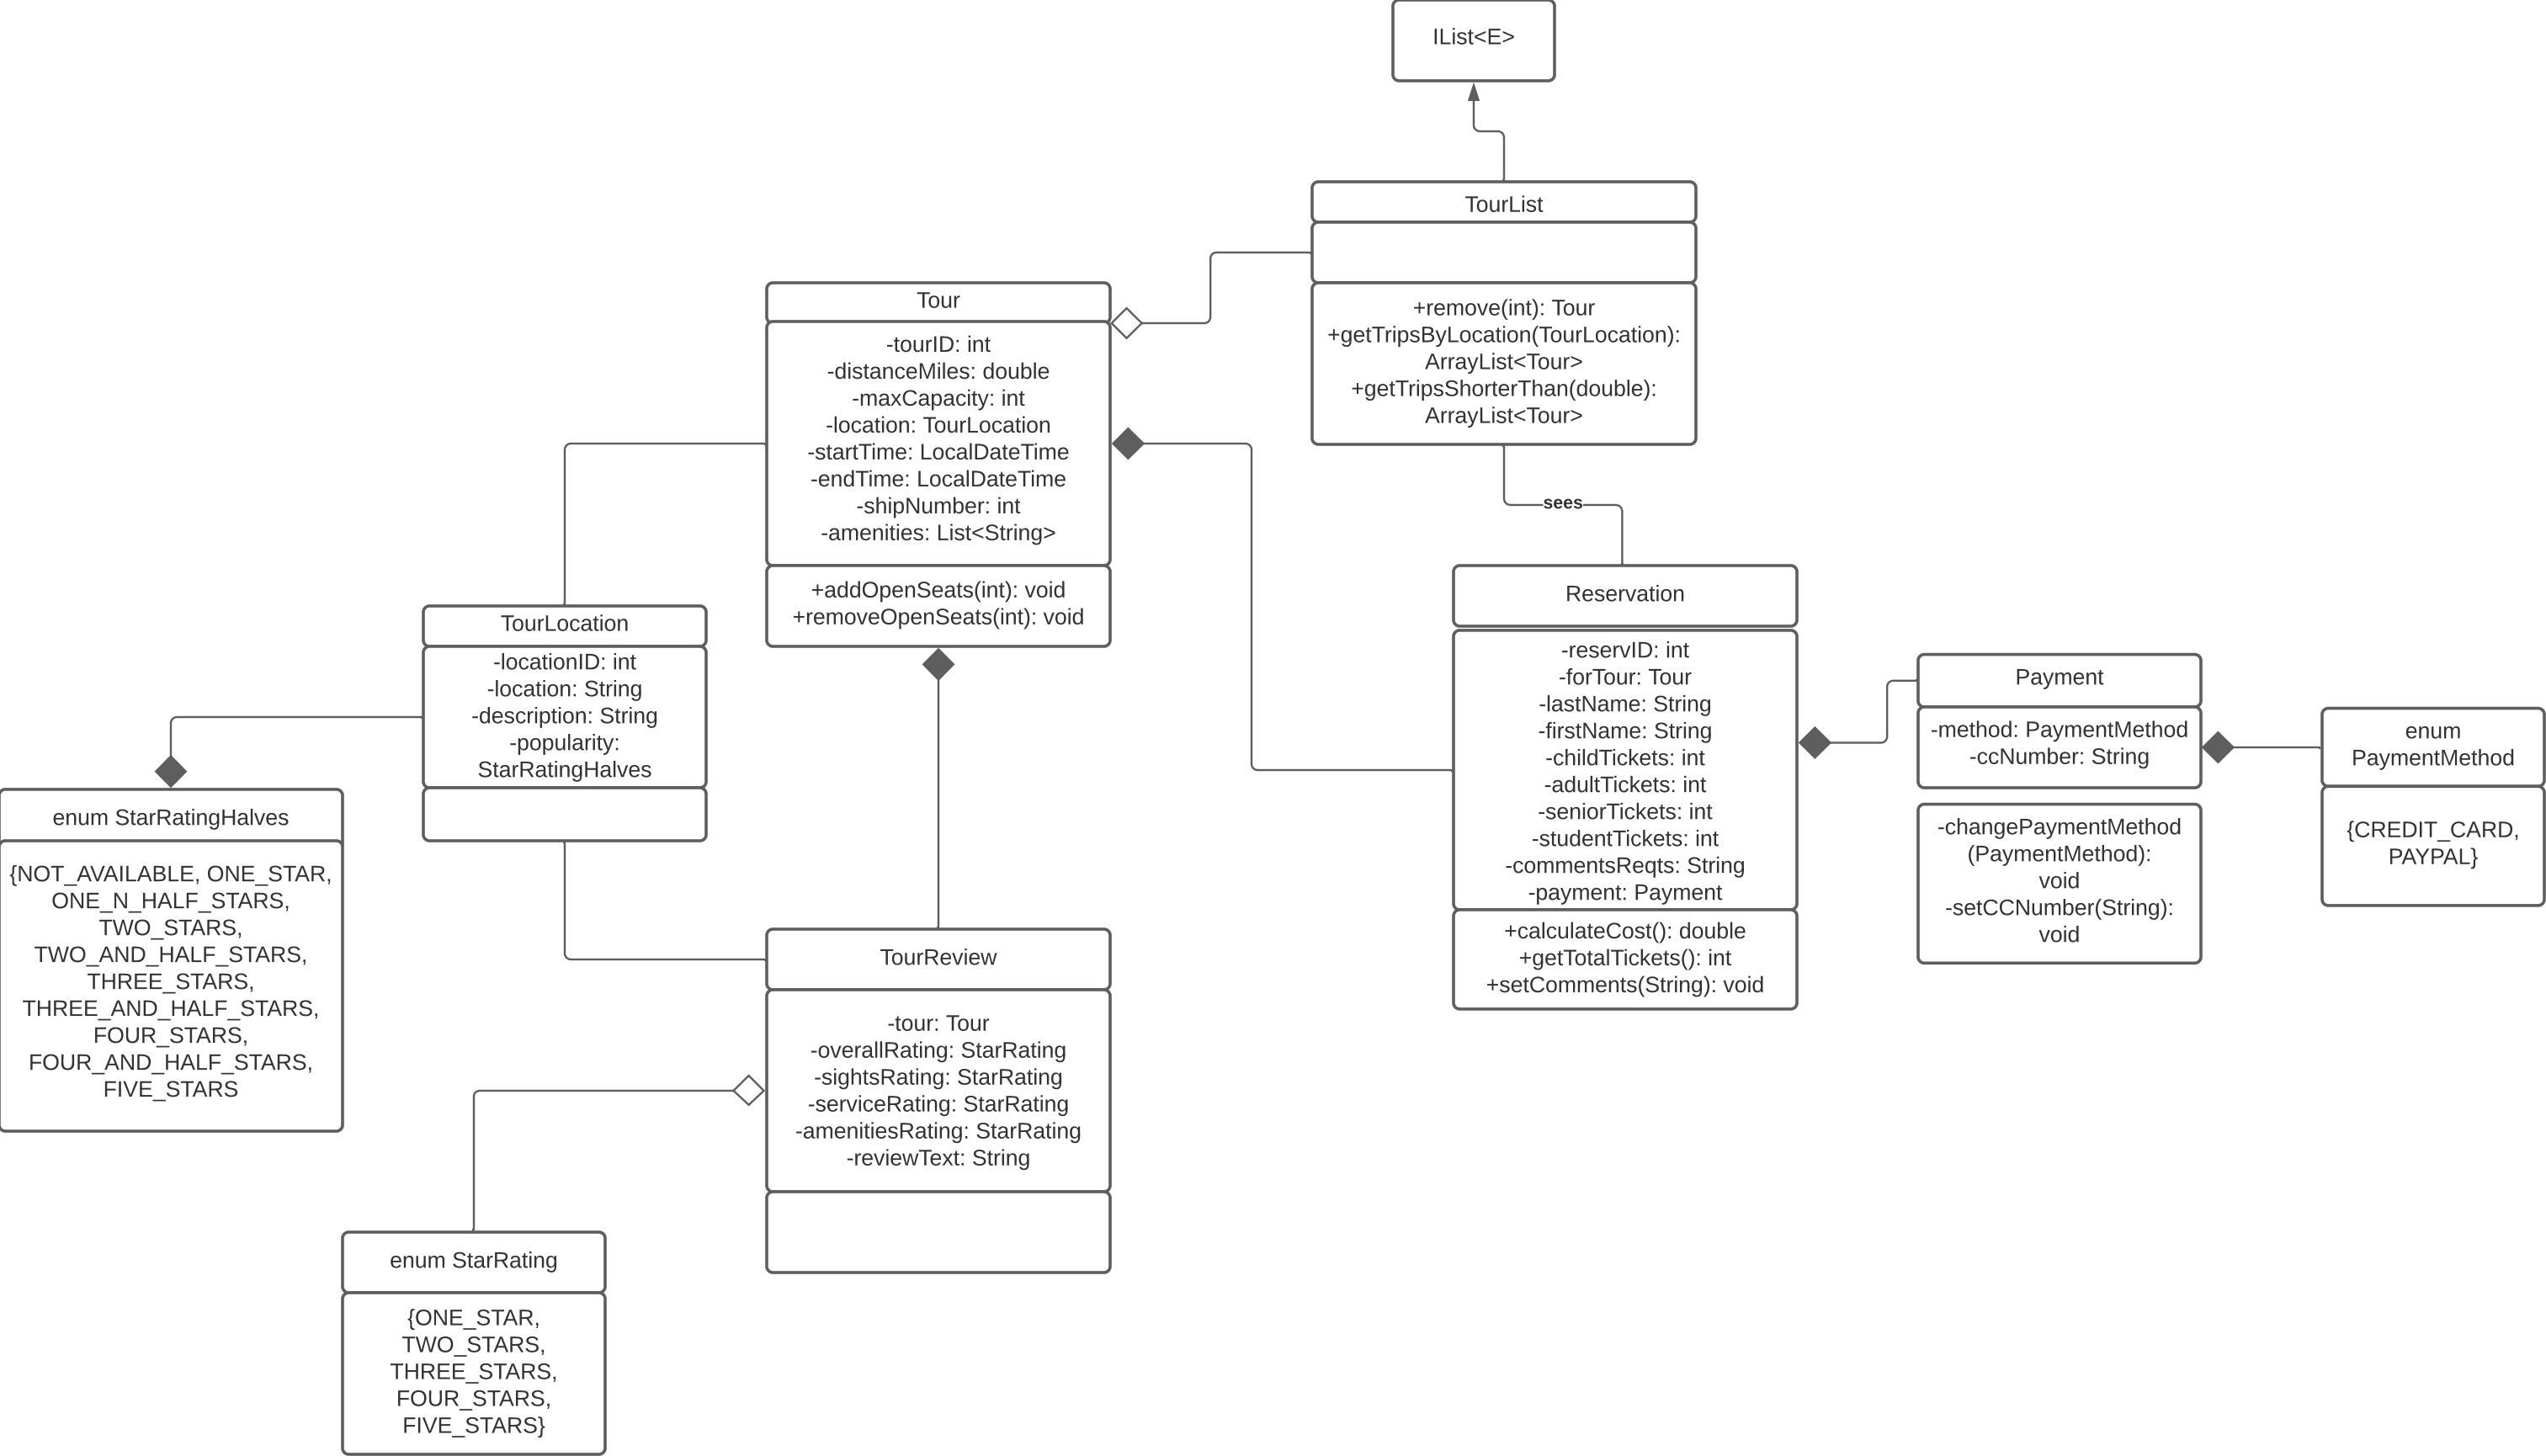 IList<E>
TourList
+remove(int): Tour
+getTripsByLocation(TourLocation):
ArrayList<Tour>
+getTripsShorterThan(double):
ArrayList<Tour>
Tour
-tourID: int
-distanceMiles: double
-maxCapacity: int
-location: TourLocation
-startTime: LocalDateTime
-endTime: LocalDateTime
-shipNumber: int
-amenities: List<String>
+addOpenSeats(int): void
+removeOpenSeats(int): void
sees
Reservation
-reservID: int
-forTour: Tour
-lastName: String
-firstName: String
-childTickets: int
-adultTickets: int
-seniorTickets: int
-studentTickets: int
-commentsReqts: String
-payment: Payment
+calculateCost(): double
+getTotalTickets(): int
+setComments(String): void
Payment
-method: PaymentMethod
-ccNumber: String
-changePaymentMethod
(PaymentMethod):
void
-setCCNumber(String):
void
enum
PaymentMethod
{CREDIT_CARD,
PAYPAL}
TourLocation
-locationID: int
-location: String
-description: String
-popularity:
StarRatingHalves
enum StarRatingHalves
{NOT_AVAILABLE, ONE_STAR,
ONE_N_HALF_STARS,
TWO_STARS,
TWO_AND_HALF_STARS,
THREE_STARS,
THREE_AND_HALF_STARS,
FOUR_STARS,
FOUR_AND_HALF_STARS,
FIVE_STARS
TourReview
-tour: Tour
-overallRating: StarRating
-sightsRating: StarRating
-serviceRating: StarRating
-amenitiesRating: StarRating
-reviewText: String
enum StarRating
{ONE_STAR,
TWO_STARS,
THREE_STARS,
FOUR_STARS,
FIVE_STARS}